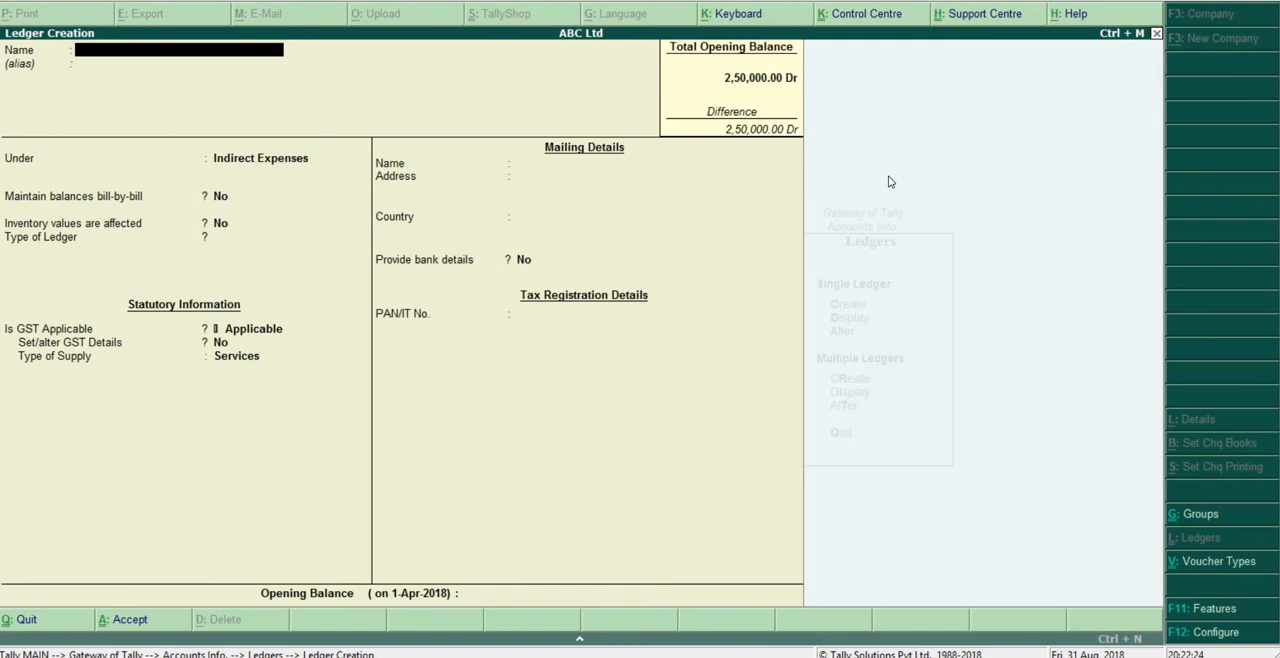 P: Print E: Export M: E-Mail O: Upload S: TallyShop G: Language K: Keyboard K: Control Centre H: Support Centre H: Help
F3: Company
F3: New Company
Ledger Creation ABC Ltd Ctrl + M
Name :
(alias) :
Total Opening Balance
2,50,000.00 Dr
Difference
2,50,000.00 Dr
Under : Indirect Expenses
Maintain balances bill-by-bill ? No
Inventory values are affected ? No
Type of Ledger ?
Statutory Information
Is GST Applicable ? Applicable
Set/alter GST Details ? No
Type of Supply : Services
Mailing Details
Name :
Address :
Country :
Provide bank details ? No
Tax Registration Details
PAN/IT No. :
Opening Balance ( on 1-Apr-2018) :
Gateway of Tally ...
Accounts Info. ...
Ledgers
Single Ledger
Create
Display
Alter
Multiple Ledgers
CReate
DIsplay
AlTer
Quit
L: Details
B: Set Chq Books
S: Set Chq Printing
G: Groups
L: Ledgers
V: Voucher Types
F11: Features
F12: Configure
Q: Quit A: Accept D: Delete
Ctrl + N
Tally MAIN --> Gateway of Tally --> Accounts Info. --> Ledgers --> Ledger Creation © Tally Solutions Pvt Ltd., 1988-2018 Fri, 31 Aug, 2018 20:22:24